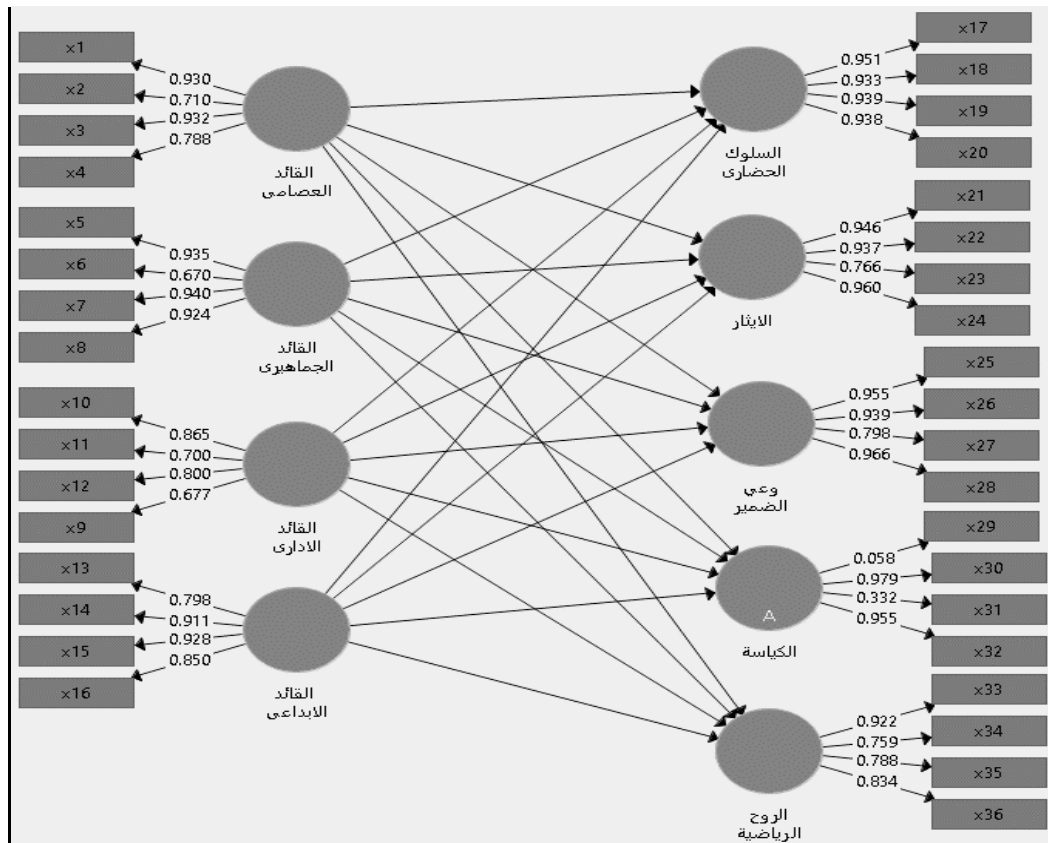 x1
x2
x3
x4
0.930
0.710
0.932
0.788
القائد
العصامى
x5
x6
x7
x8
0.935
0.670
0.940
0.924
القائد
الجماهيرى
x10
x11
x12
x9
0.865
0.700
0.800
0.677
القائد
الادارى
x13
x14
x15
x16
0.798
0.911
0.928
0.850
القائد
الابداعى
x17
x18
x19
x20
0.951
0.933
0.939
0.938
السلوك
الحضارى
x21
x22
x23
x24
0.946
0.937
0.766
0.960
الايثار
x25
x26
x27
x28
0.955
0.939
0.798
0.966
وعي
الضمير
x29
x30
x31
x32
0.058
0.979
0.332
0.955
A
الكياسة
x33
x34
x35
x36
0.922
0.759
0.788
0.834
الروح
الرياضية